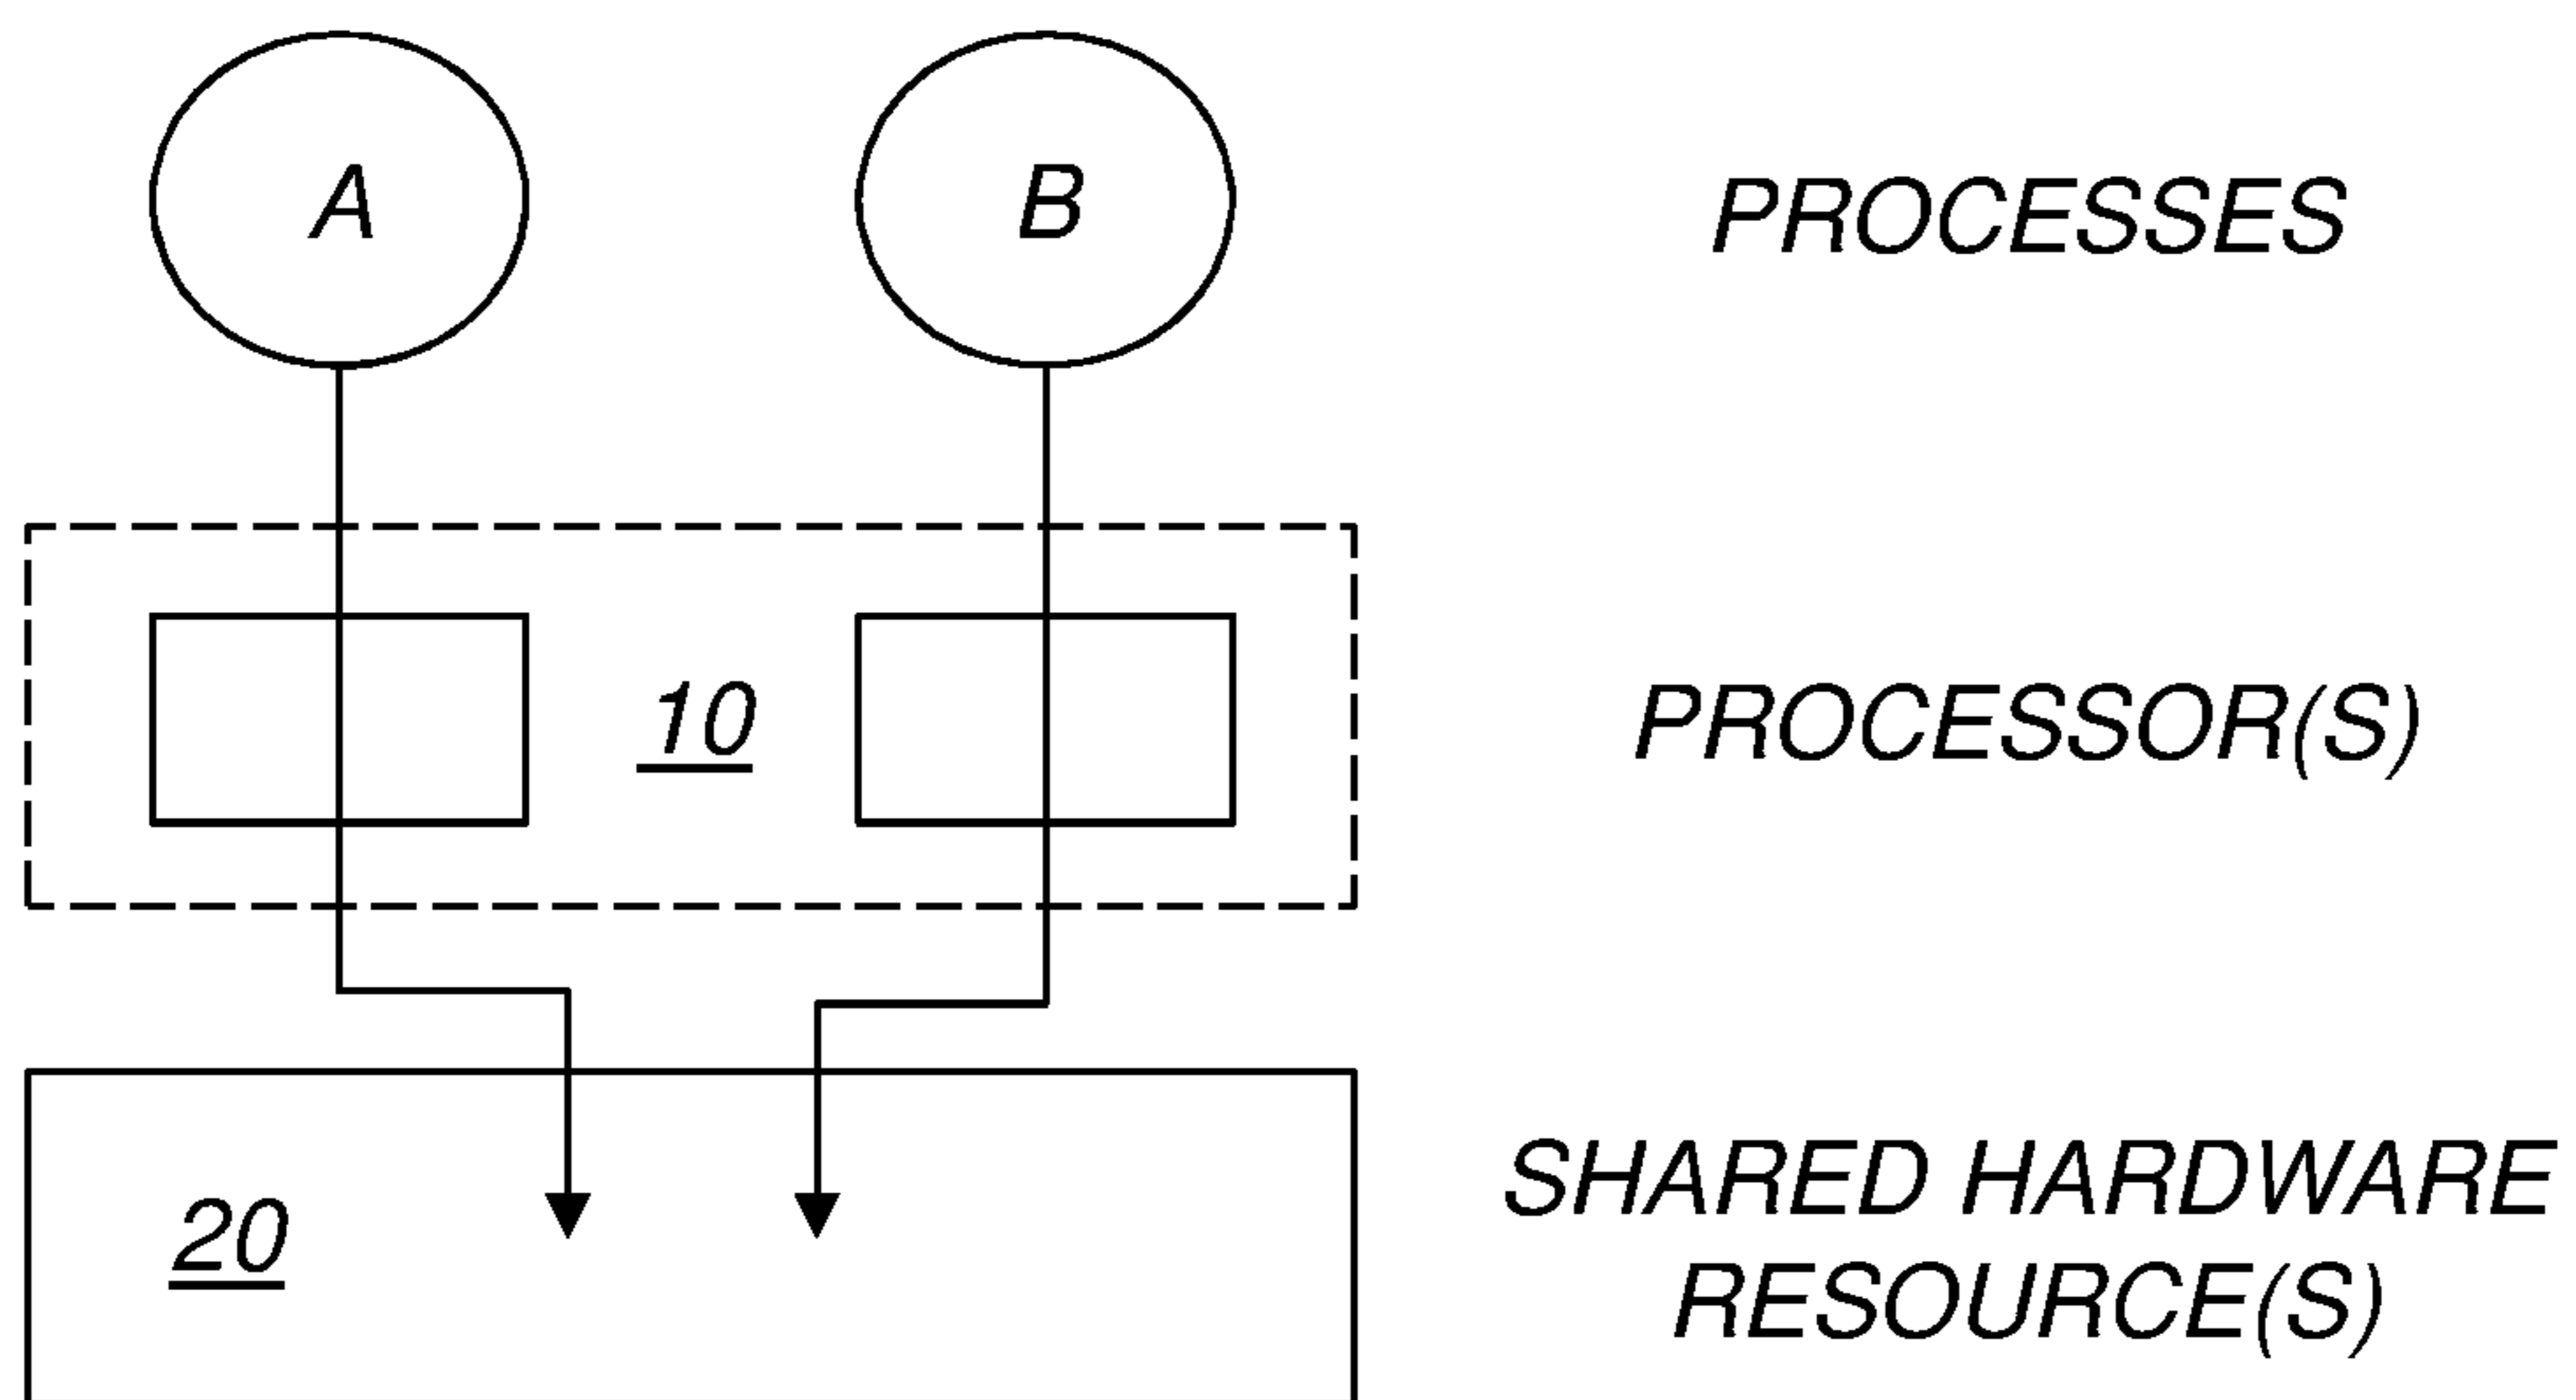 A
B
PROCESSES
10
PROCESSOR(S)
20
SHARED HARDWARE
RESOURCE(S)